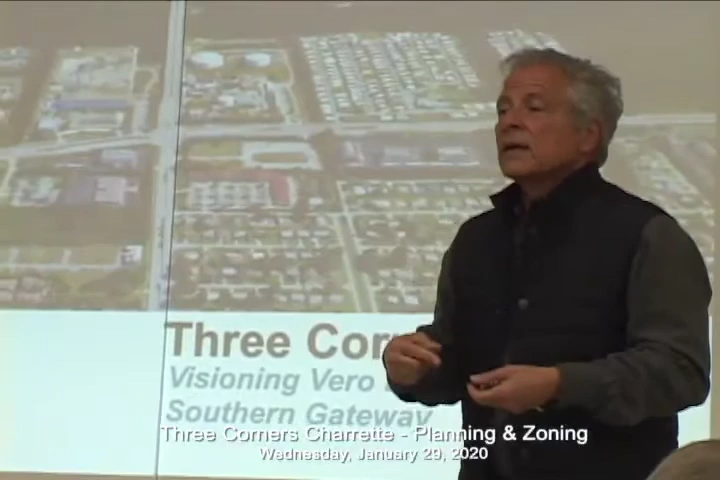 Three Cor
Visioning Vero
Southern Gateway
Three Corners Charrette - Planning & Zoning
Wednesday, January 29, 2020